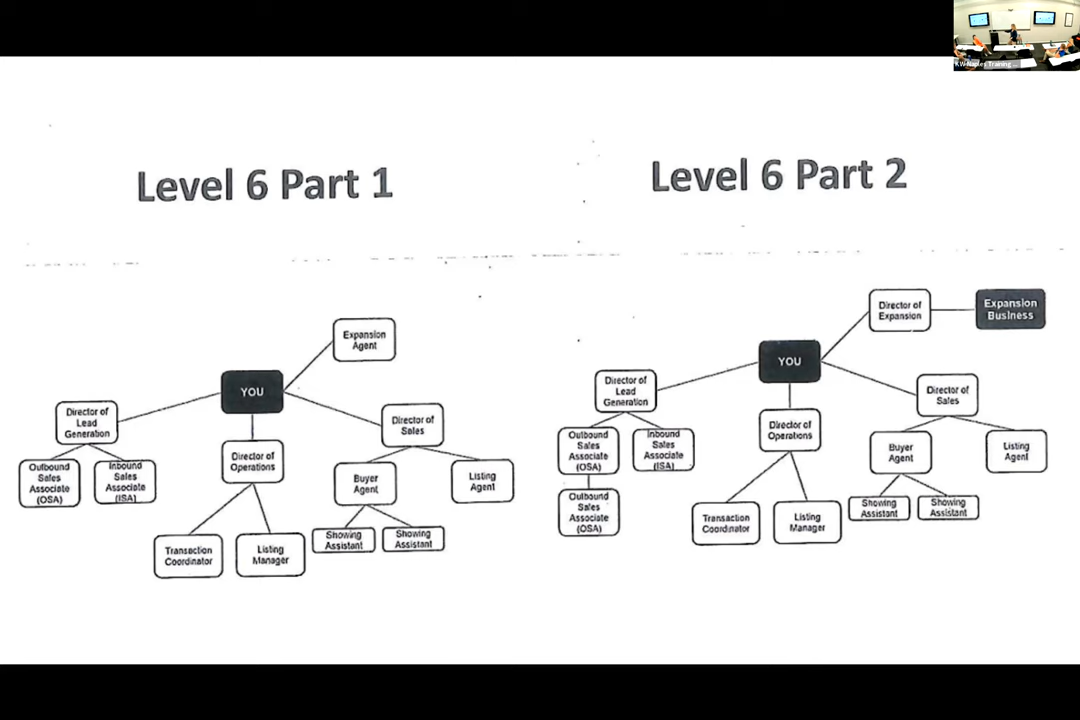 KW Naples Training ...
Level 6 Part 1
Expansion
Agent
YOU
Director of
Lead
Generation
Director of
Sales
Director of
Operations
Outbound
Sales
Associate
(OSA)
Inbound
Sales
Associate
(ISA)
Buyer
Agent
Listing
Agent
Transaction
Coordinator
Listing
Manager
Showing
Assistant
Showing
Assistant
Level 6 Part 2
Director of
Expansion
Expansion
Business
YOU
Director of
Lead
Generation
Director of
Sales
Director of
Operations
Outbound
Sales
Associate
(OSA)
Inbound
Sales
Associate
(ISA)
Buyer
Agent
Listing
Agent
Outbound
Sales
Associate
(OSA)
Transaction
Coordinator
Listing
Manager
Showing
Assistant
Showing
Assistant